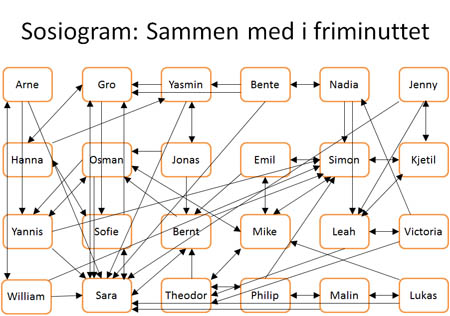 Sosiogram: Sammen med i friminuttet
Arne Gro Yasmin Bente Nadia Jenny
Hanna Osman Jonas Emil Simon Kjetil
Yannis Sofie Bernt Mike Leah Victoria
William Sara Theodor Philip Malin Lukas